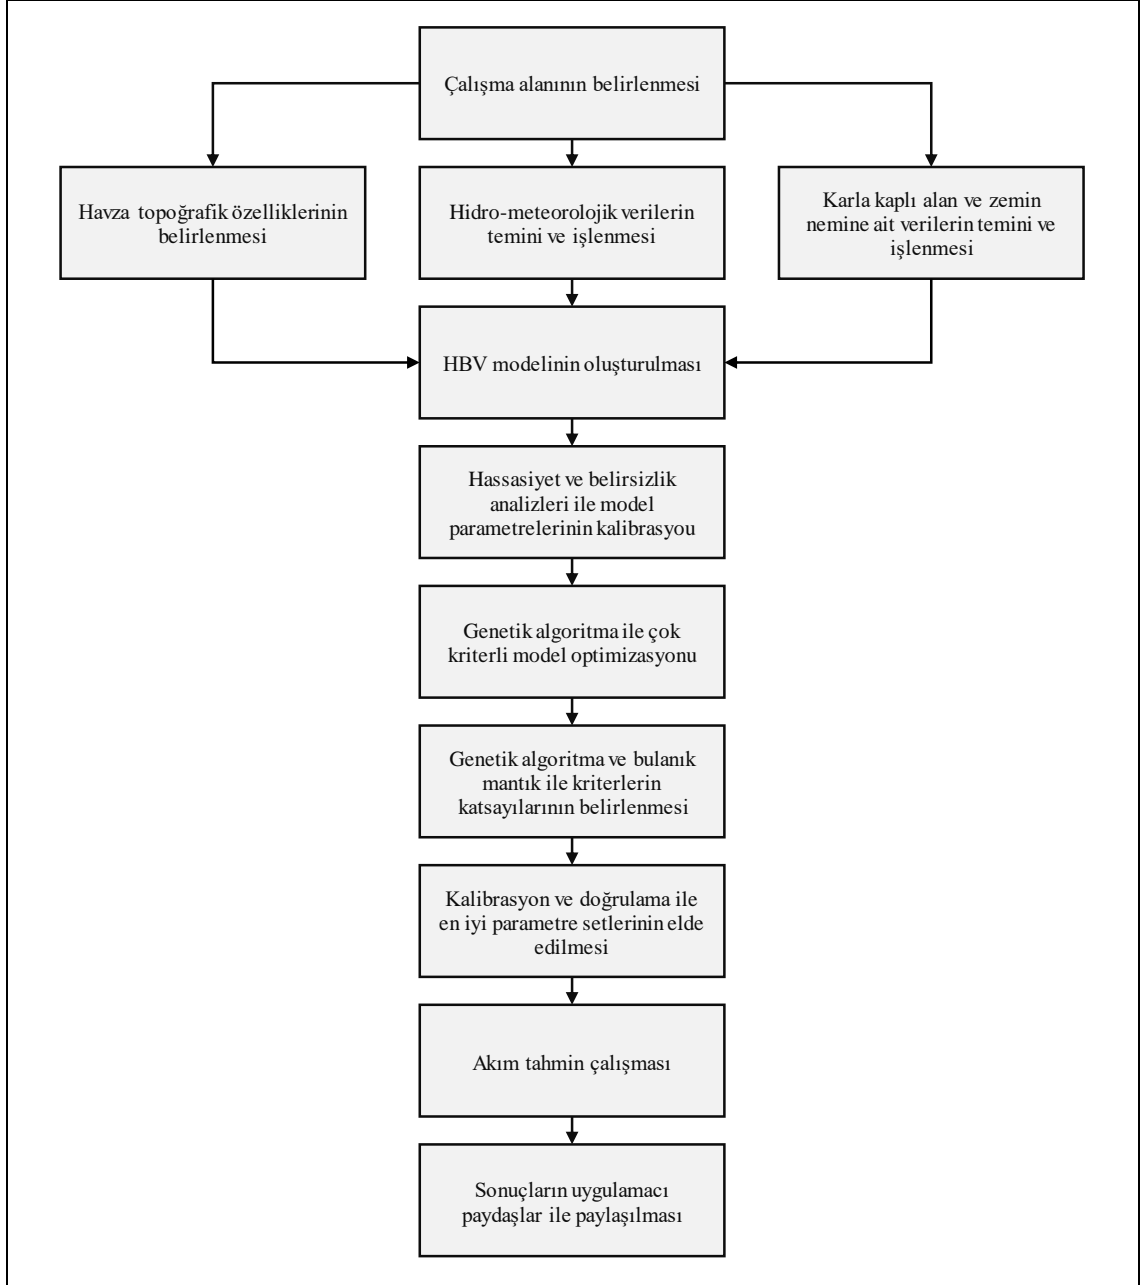 Çalışma alanının belirlenmesi
Havza topoğrafik özelliklerinin
belirlenmesi
Hidro-meteorolojik verilerin
temini ve işlenmesi
Karla kaplı alan ve zemin
nemine ait verilerin temini ve
işlenmesi
HBV modelinin oluşturulması
Hassasiyet ve belirsizlik
analizleri ile model
parametrelerinin kalibrasyou
Genetik algoritma ile çok
kriterli model optimizasyonu
Genetik algoritma ve bulanık
mantık ile kriterlerin
katsayılarının belirlenmesi
Kalibrasyon ve doğrulama ile
en iyi parametre setlerinin elde
edilmesi
Akım tahmin çalışması
Sonuçların uygulamacı
paydaşlar ile paylaşılması